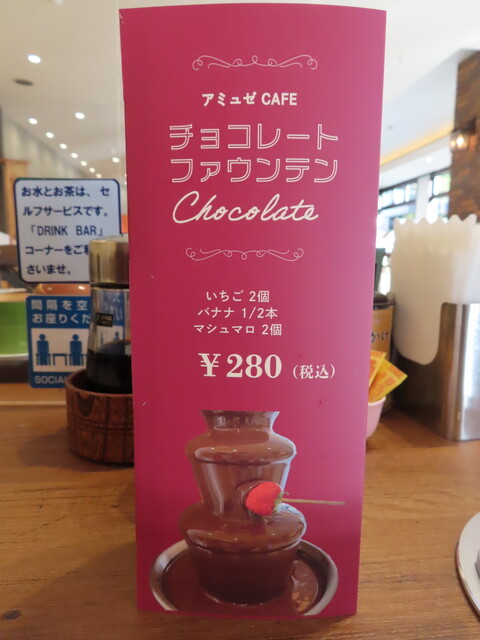 アミュゼ CAFE
チョコレート
ファウンテン
Chocolate
いちご 2個
バナナ 1/2本
マシュマロ 2個
￥280 (税込)
お水とお茶は、セ
ルフサービスです。
「DRINK BAR」
コーナーをご利
さいませ。
間隔を空
お座りくだ
SOCIAL